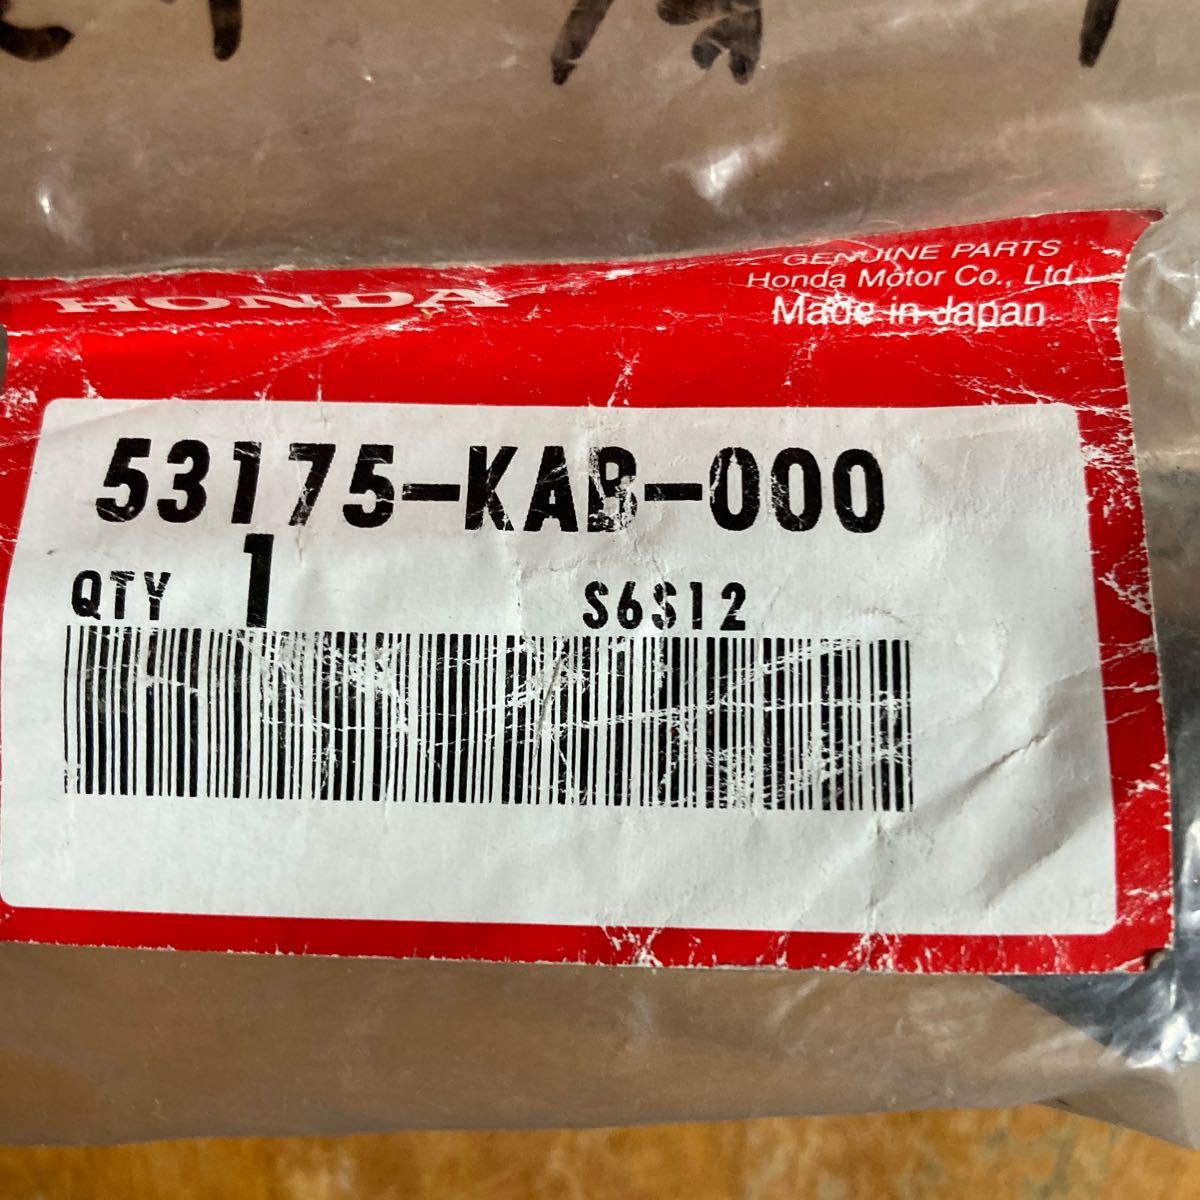 GENUINE PARTS
Honda Motor Co., Ltd.
HONDA
Made in Japan
53175-KAB-000
QTY 1 S6S12